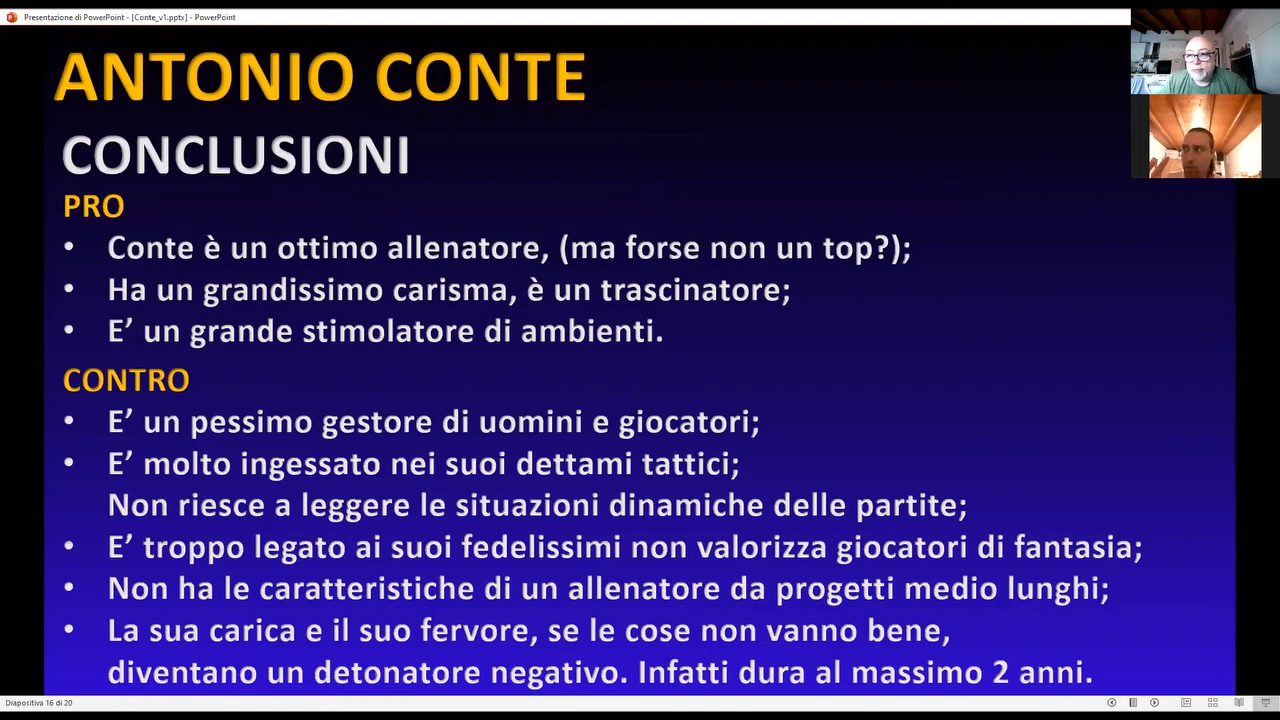 Presentazione di PowerPoint - [Conte_v1.pptx] - PowerPoint
ANTONIO CONTE
CONCLUSIONI
PRO
• Conte è un ottimo allenatore, (ma forse non un top?);
• Ha un grandissimo carisma, è un trascinatore;
• E’ un grande stimolatore di ambienti.
CONTRO
• E’ un pessimo gestore di uomini e giocatori;
• E’ molto ingessato nei suoi dettami tattici;
Non riesce a leggere le situazioni dinamiche delle partite;
• E’ troppo legato ai suoi fedelissimi non valorizza giocatori di fantasia;
• Non ha le caratteristiche di un allenatore da progetti medio lunghi;
• La sua carica e il suo fervore, se le cose non vanno bene,
diventano un detonatore negativo. Infatti dura al massimo 2 anni.
Diapositiva 16 di 20